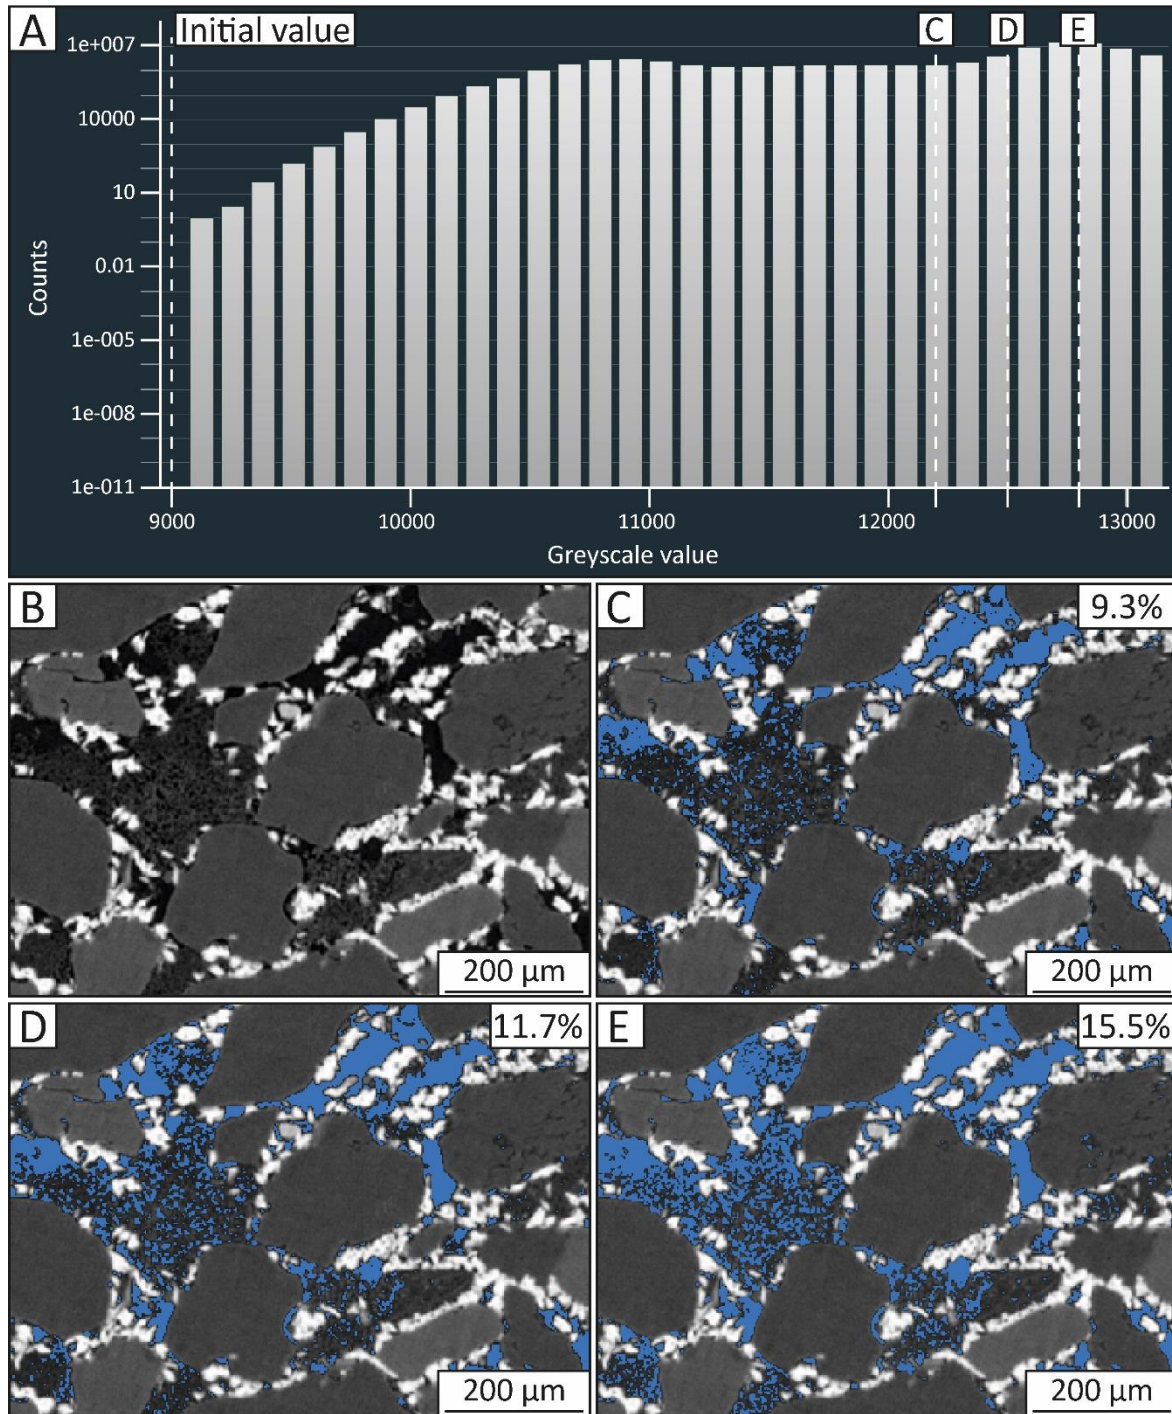 A
Initial value
C
D
E
1e+007
10000
10
0.01
1e-005
1e-008
1e-011
Counts
9000
10000
11000
12000
13000
Greyscale value
B
200 µm
C
9.3%
200 µm
D
11.7%
200 µm
E
15.5%
200 µm